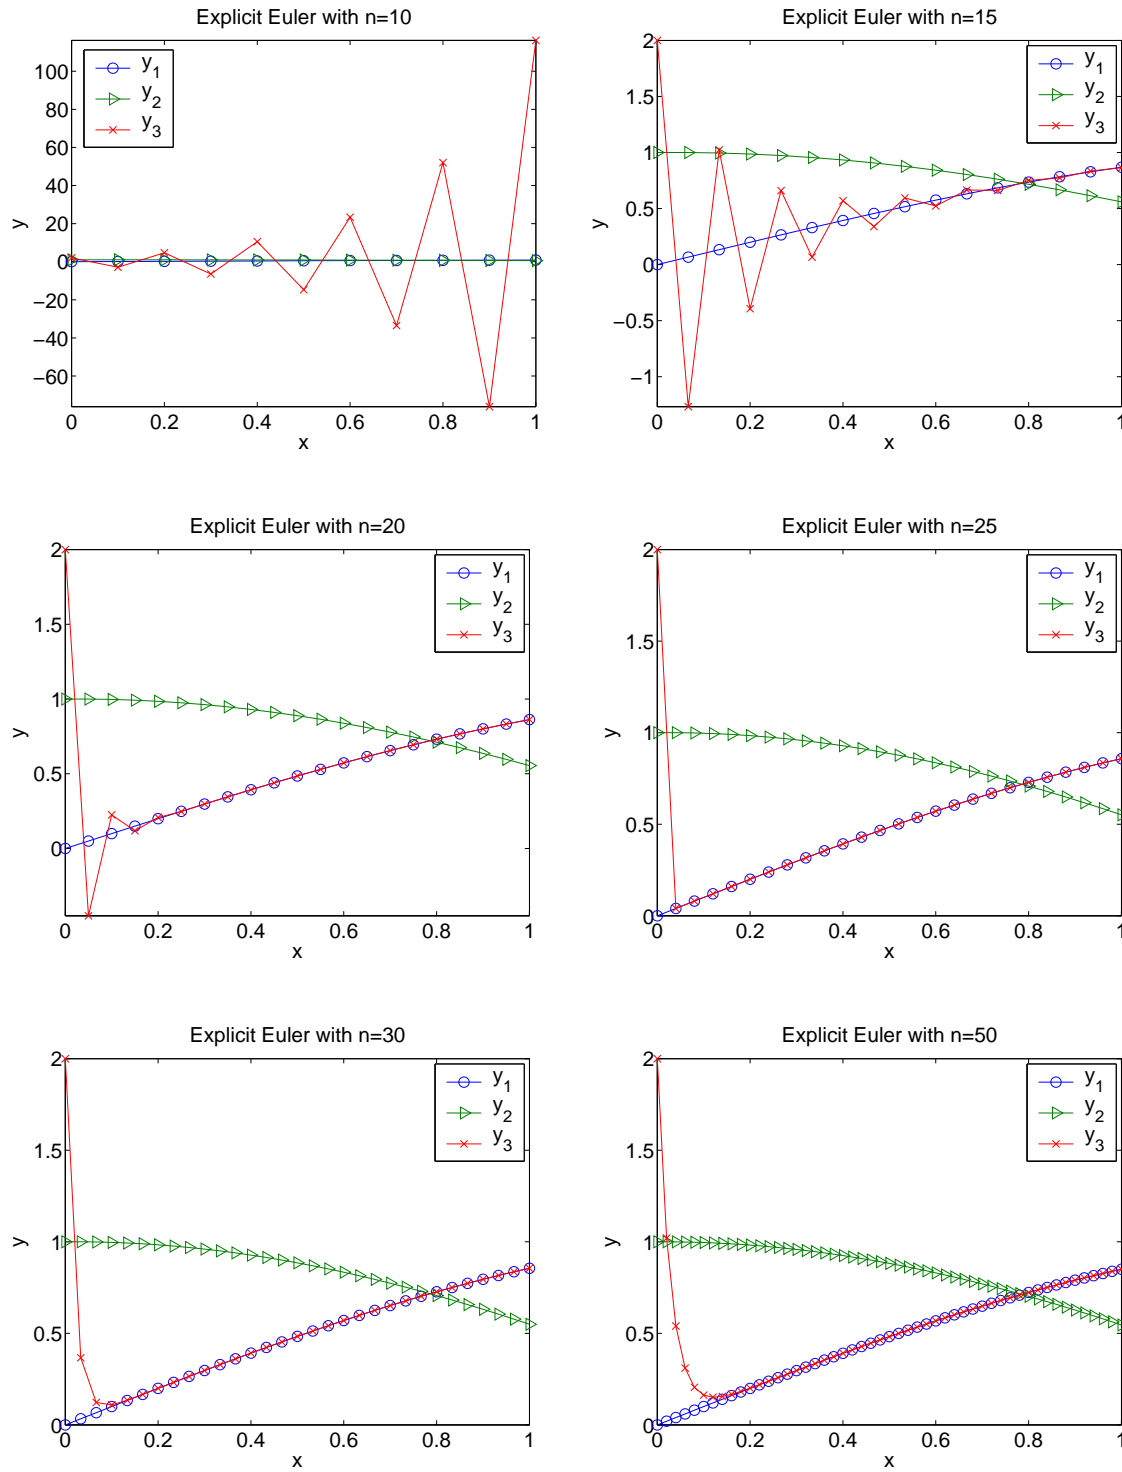 Explicit Euler with n=10
y
100
80
60
40
20
0
−20
−40
−60
y1
y2
y3
0 0.2 0.4 0.6 0.8 1
x
Explicit Euler with n=15
y
2
1.5
1
0.5
0
−0.5
−1
y1
y2
y3
0 0.2 0.4 0.6 0.8 1
x
Explicit Euler with n=20
y
2
1.5
1
0.5
0
y1
y2
y3
0 0.2 0.4 0.6 0.8 1
x
Explicit Euler with n=25
y
2
1.5
1
0.5
0
y1
y2
y3
0 0.2 0.4 0.6 0.8 1
x
Explicit Euler with n=30
y
2
1.5
1
0.5
0
y1
y2
y3
0 0.2 0.4 0.6 0.8 1
x
Explicit Euler with n=50
y
2
1.5
1
0.5
0
y1
y2
y3
0 0.2 0.4 0.6 0.8 1
x